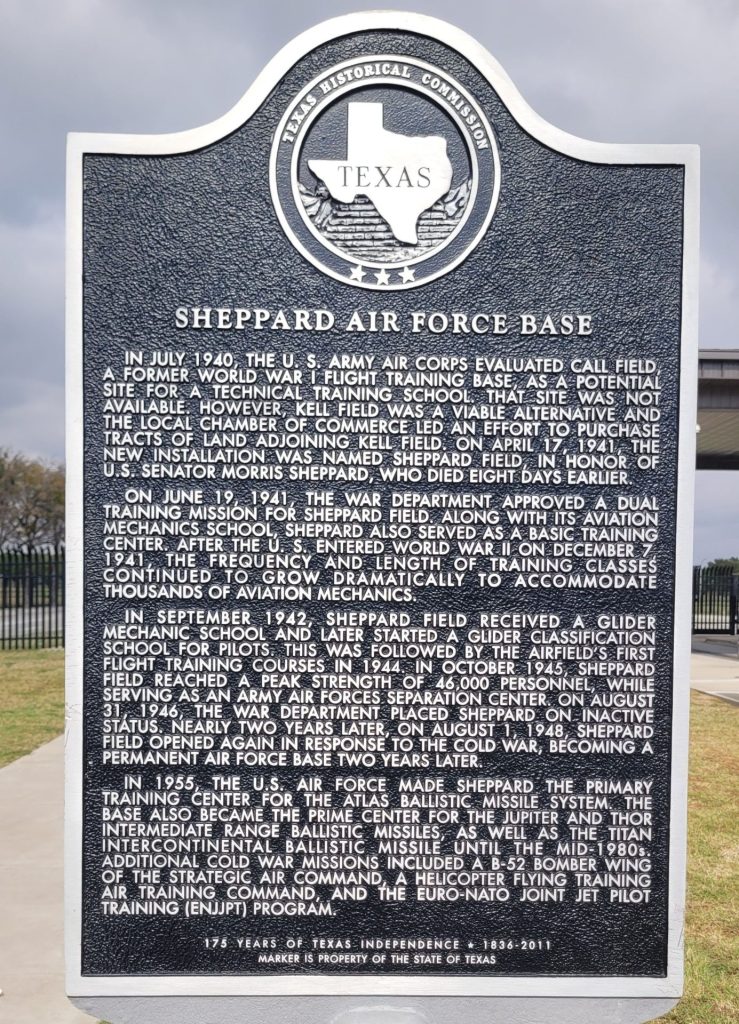 TEXAS HISTORICAL COMMISSION
TEXAS
SHEPPARD AIR FORCE BASE
IN JULY 1940, THE U. S. ARMY AIR CORPS EVALUATED CALL FIELD,
A FORMER WORLD WAR I FLIGHT TRAINING BASE, AS A POTENTIAL
SITE FOR A TECHNICAL TRAINING SCHOOL. THAT SITE WAS NOT
AVAILABLE. HOWEVER, KELL FIELD WAS A VIABLE ALTERNATIVE AND
THE LOCAL CHAMBER OF COMMERCE LED AN EFFORT TO PURCHASE
TRACTS OF LAND ADJOINING KELL FIELD. ON APRIL 17, 1941, THE
NEW INSTALLATION WAS NAMED SHEPPARD FIELD, IN HONOR OF
U.S. SENATOR MORRIS SHEPPARD, WHO DIED EIGHT DAYS EARLIER.
ON JUNE 19, 1941, THE WAR DEPARTMENT APPROVED A DUAL
TRAINING MISSION FOR SHEPPARD FIELD. ALONG WITH ITS AVIATION
MECHANICS SCHOOL, SHEPPARD ALSO SERVED AS A BASIC TRAINING
CENTER. AFTER THE U. S. ENTERED WORLD WAR II ON DECEMBER 7,
1941, THE FREQUENCY AND LENGTH OF TRAINING CLASSES
CONTINUED TO GROW DRAMATICALLY TO ACCOMMODATE
THOUSANDS OF AVIATION MECHANICS.
IN SEPTEMBER 1942, SHEPPARD FIELD RECEIVED A GLIDER
MECHANIC SCHOOL AND LATER STARTED A GLIDER CLASSIFICATION
SCHOOL FOR PILOTS. THIS WAS FOLLOWED BY THE AIRFIELD'S FIRST
FLIGHT TRAINING COURSES IN 1944. IN OCTOBER 1945, SHEPPARD
FIELD REACHED A PEAK STRENGTH OF 46,000 PERSONNEL, WHILE
SERVING AS AN ARMY AIR FORCES SEPARATION CENTER. ON AUGUST
31, 1946, THE WAR DEPARTMENT PLACED SHEPPARD ON INACTIVE
STATUS. NEARLY TWO YEARS LATER, ON AUGUST 1, 1948, SHEPPARD
FIELD OPENED AGAIN IN RESPONSE TO THE COLD WAR, BECOMING A
PERMANENT AIR FORCE BASE TWO YEARS LATER.
IN 1955, THE U.S. AIR FORCE MADE SHEPPARD THE PRIMARY
TRAINING CENTER FOR THE ATLAS BALLISTIC MISSILE SYSTEM. THE
BASE ALSO BECAME THE PRIME CENTER FOR THE JUPITER AND THOR
INTERMEDIATE RANGE BALLISTIC MISSILES, AS WELL AS THE TITAN
INTERCONTINENTAL BALLISTIC MISSILE UNTIL THE MID-1980s.
ADDITIONAL COLD WAR MISSIONS INCLUDED A B-52 BOMBER WING
OF THE STRATEGIC AIR COMMAND, A HELICOPTER FLYING TRAINING
AIR TRAINING COMMAND, AND THE EURO-NATO JOINT JET PILOT
TRAINING (ENJJPT) PROGRAM.
175 YEARS OF TEXAS INDEPENDENCE ★ 1836-2011
MARKER IS PROPERTY OF THE STATE OF TEXAS